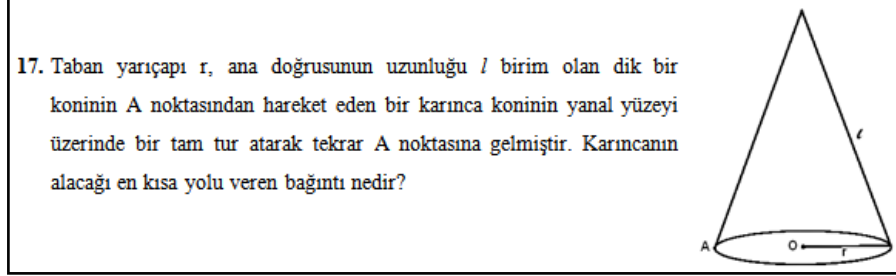 17. Taban yarıçapı r, ana doğrusunun uzunluğu l birim olan dik bir
koninin A noktasından hareket eden bir karınca koninin yanal yüzeyi
üzerinde bir tam tur atarak tekrar A noktasına gelmiştir. Karıncanın
alacağı en kısa yolu veren bağıntı nedir?
l
A O r